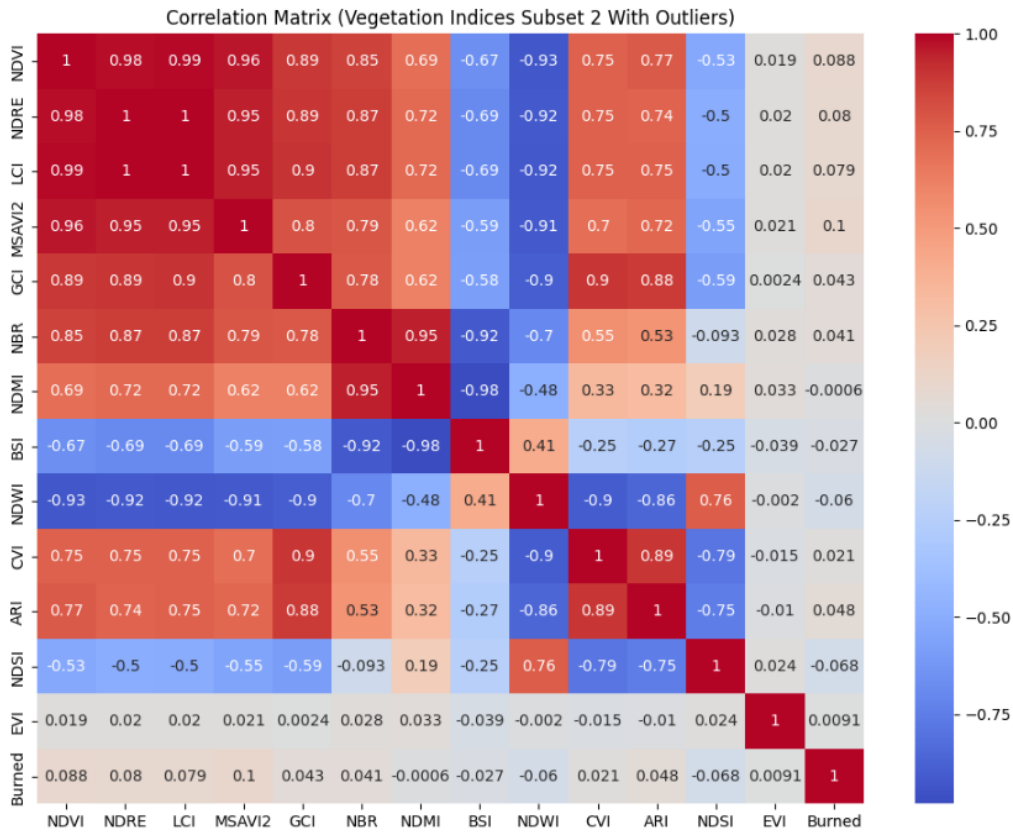 Correlation Matrix (Vegetation Indices Subset 2 With Outliers)
NDVI 1 0.98 0.99 0.96 0.89 0.85 0.69 -0.67 -0.93 0.75 0.77 -0.53 0.019 0.088
NDRE 0.98 1 1 0.95 0.89 0.87 0.72 -0.69 -0.92 0.75 0.74 -0.5 0.02 0.08
LCI 0.99 1 1 0.95 0.9 0.87 0.72 -0.69 -0.92 0.75 0.75 -0.5 0.02 0.079
MSAVI2 0.96 0.95 0.95 1 0.8 0.79 0.62 -0.59 -0.91 0.7 0.72 -0.55 0.021 0.1
GCI 0.89 0.89 0.9 0.8 1 0.78 0.62 -0.58 -0.9 0.9 0.88 -0.59 0.0024 0.043
NBR 0.85 0.87 0.87 0.79 0.78 1 0.95 -0.92 -0.7 0.55 0.53 -0.093 0.028 0.041
NDMI 0.69 0.72 0.72 0.62 0.62 0.95 1 -0.98 -0.48 0.33 0.32 0.19 0.033 -0.0006
BSI -0.67 -0.69 -0.69 -0.59 -0.58 -0.92 -0.98 1 0.41 -0.25 -0.27 -0.25 -0.039 -0.027
NDWI -0.93 -0.92 -0.92 -0.91 -0.9 -0.7 -0.48 0.41 1 -0.9 -0.86 0.76 -0.002 -0.06
CVI 0.75 0.75 0.75 0.7 0.9 0.55 0.33 -0.25 -0.9 1 0.89 -0.79 -0.015 0.021
ARI 0.77 0.74 0.75 0.72 0.88 0.53 0.32 -0.27 -0.86 0.89 1 -0.75 -0.01 0.048
NDSI -0.53 -0.5 -0.5 -0.55 -0.59 -0.093 0.19 -0.25 0.76 -0.79 -0.75 1 0.024 -0.068
EVI 0.019 0.02 0.02 0.021 0.0024 0.028 0.033 -0.039 -0.002 -0.015 -0.01 0.024 1 0.0091
Burned 0.088 0.08 0.079 0.1 0.043 0.041 -0.0006 -0.027 -0.06 0.021 0.048 -0.068 0.0091 1
NDVI NDRE LCI MSAVI2 GCI NBR NDMI BSI NDWI CVI ARI NDSI EVI Burned
1.00
0.75
0.50
0.25
0.00
−0.25
−0.50
−0.75